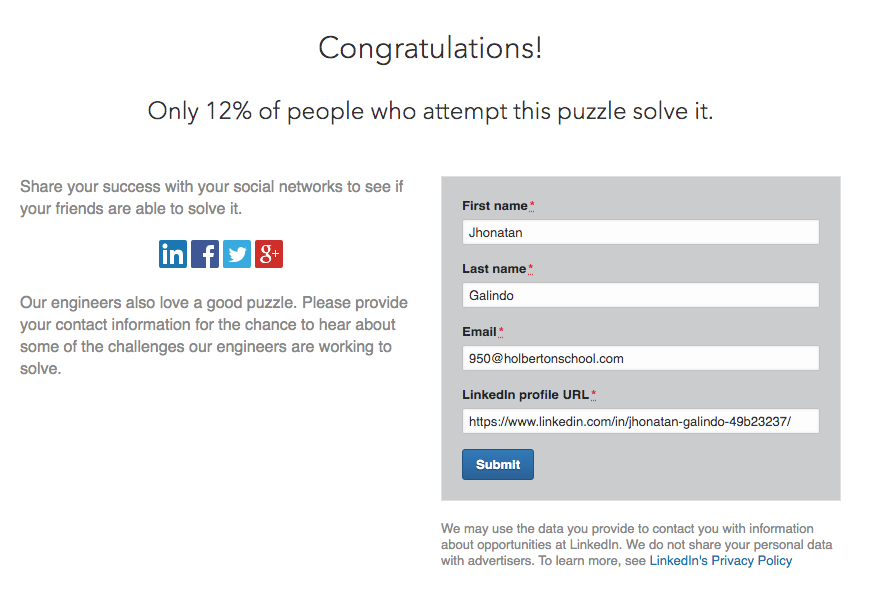 Congratulations!
Only 12% of people who attempt this puzzle solve it.
Share your success with your social networks to see if
your friends are able to solve it.
in f g+
Our engineers also love a good puzzle. Please provide
your contact information for the chance to hear about
some of the challenges our engineers are working to
solve.
First name*
Jhonatan
Last name*
Galindo
Email*
950@holbertonschool.com
LinkedIn profile URL*
https://www.linkedin.com/in/jhonatan-galindo-49b23237/
Submit
We may use the data you provide to contact you with information
about opportunities at LinkedIn. We do not share your personal data
with advertisers. To learn more, see LinkedIn's Privacy Policy